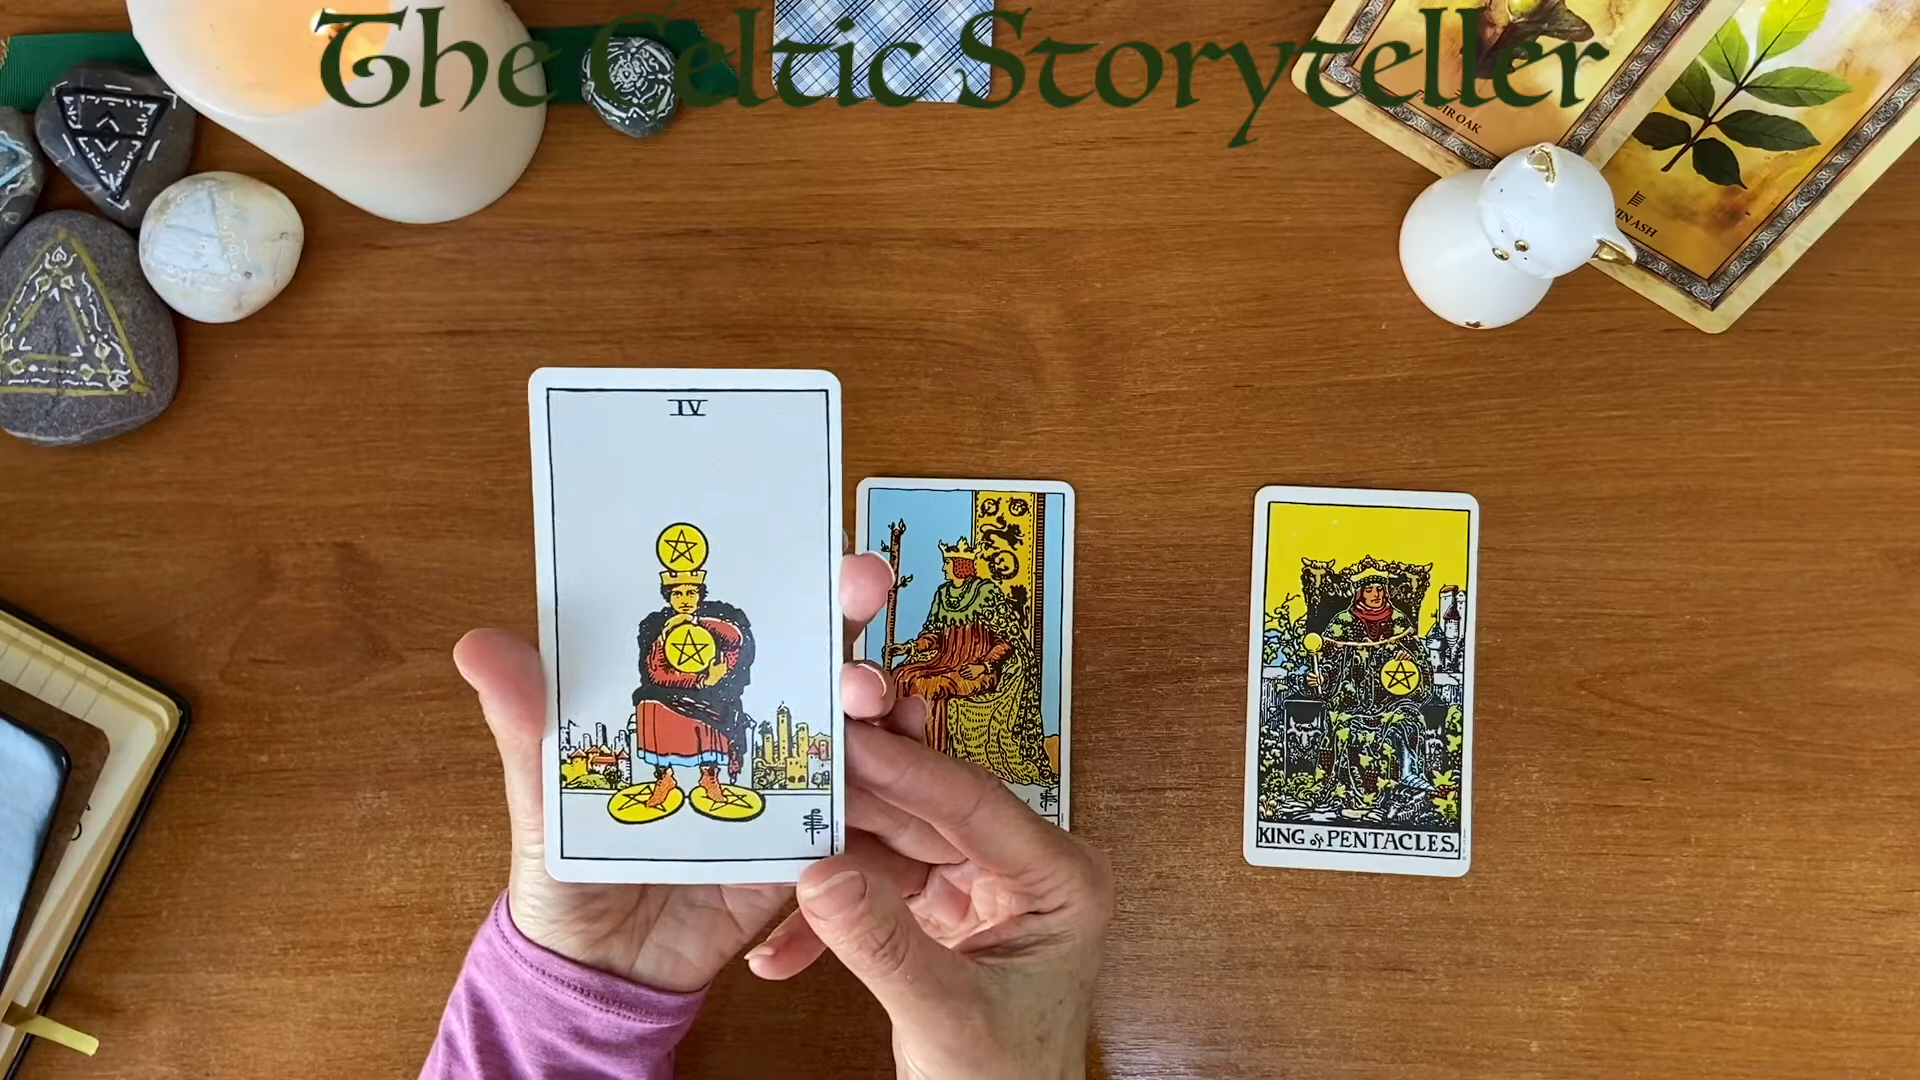 The Celtic Storyteller
IV
KING of PENTACLES.